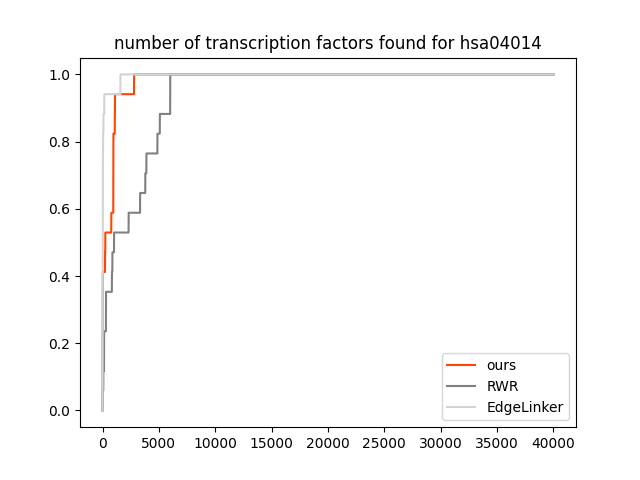 number of transcription factors found for hsa04014
1.0
0.8
0.6
0.4
0.2
0.0
ours
RWR
EdgeLinker
0 5000 10000 15000 20000 25000 30000 35000 40000